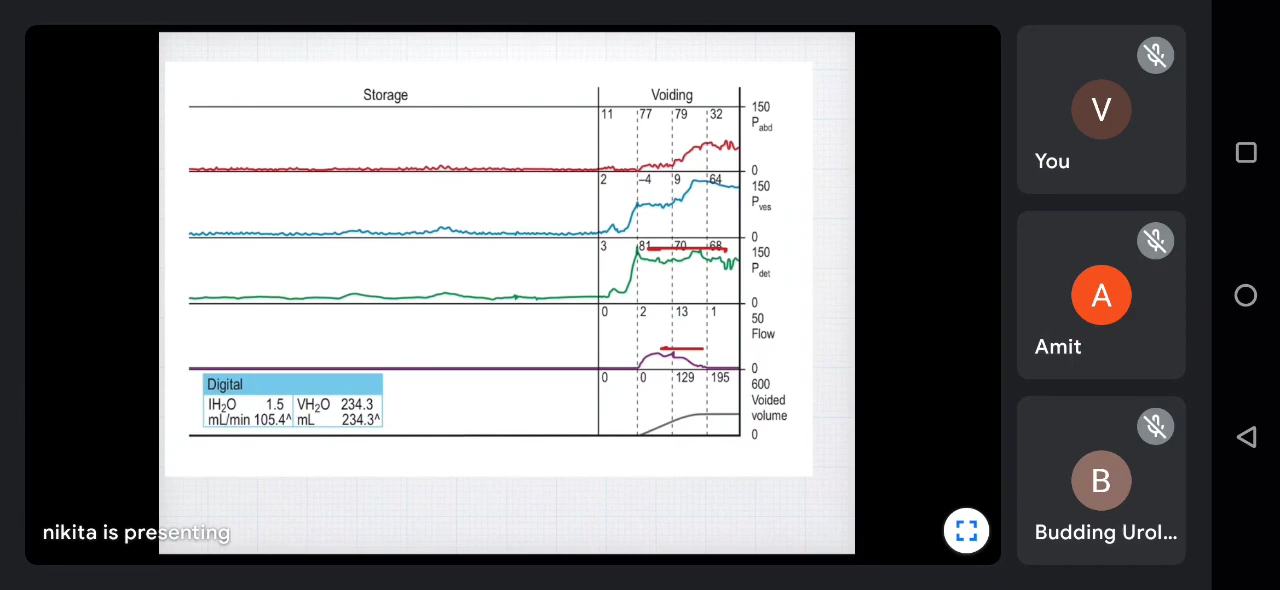 Storage
Voiding
11 77 79 32
150
Pabd
0
2 –4 9 64
150
Pves
0
3 81 70 68
150
Pdet
0
0 2 13 1
50
Flow
0
0 0 129 195
600
Voided
volume
0
Digital
IH₂O 1.5 VH₂O 234.3
mL/min 105.4^ mL 234.3^
nikita is presenting
V
You
A
Amit
B
Budding Urol...